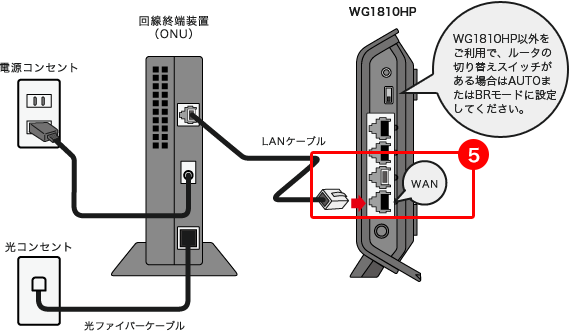 回線終端装置
（ONU）
WG1810HP
WG1810HP以外を
ご利用で、ルータの
切り替えスイッチが
ある場合はAUTOま
たはBRモードに設定
してください。
電源コンセント
LANケーブル
5
WAN
光コンセント
光ファイバーケーブル